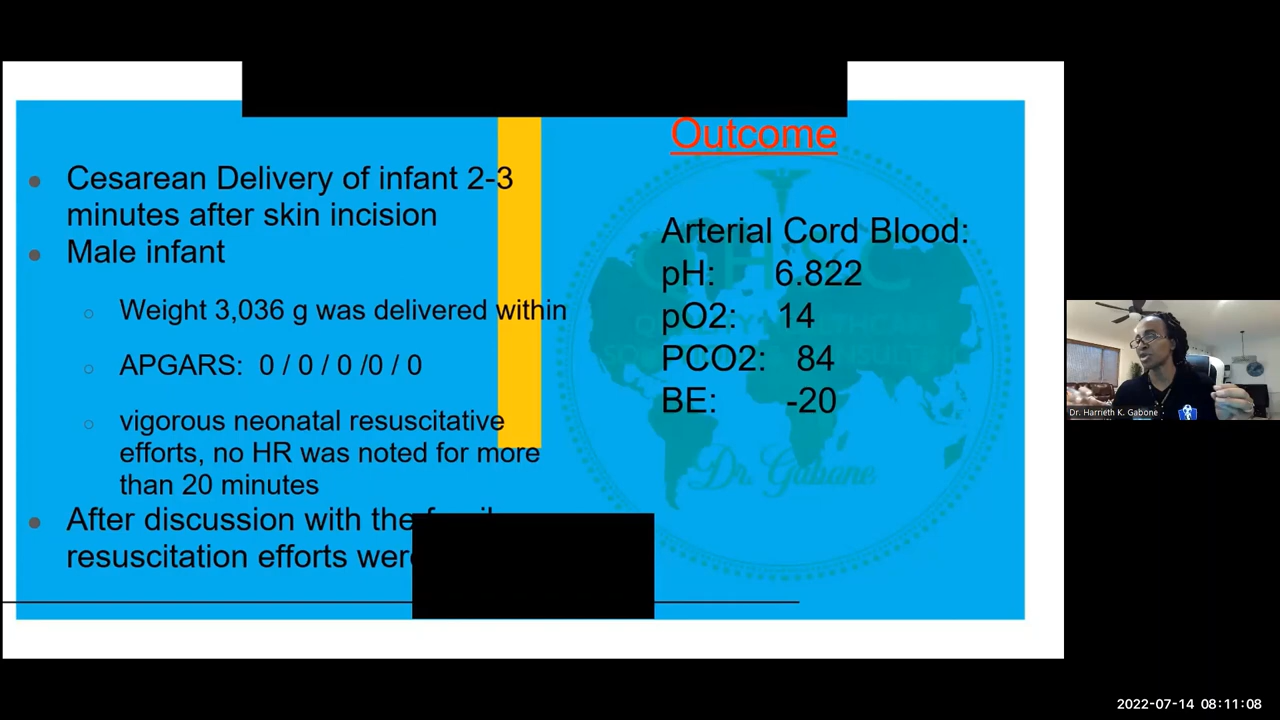 Outcome
Cesarean Delivery of infant 2-3
minutes after skin incision
Male infant
Weight 3,036 g was delivered within
APGARS: 0 / 0 / 0 /0 / 0
vigorous neonatal resuscitative
efforts, no HR was noted for more
than 20 minutes
After discussion with the
resuscitation efforts were
Arterial Cord Blood:
pH: 6.822
pO2: 14
PCO2: 84
BE: -20
Dr. Gabone
Dr. Harrieth K. Gabone
2022-07-14 08:11:08